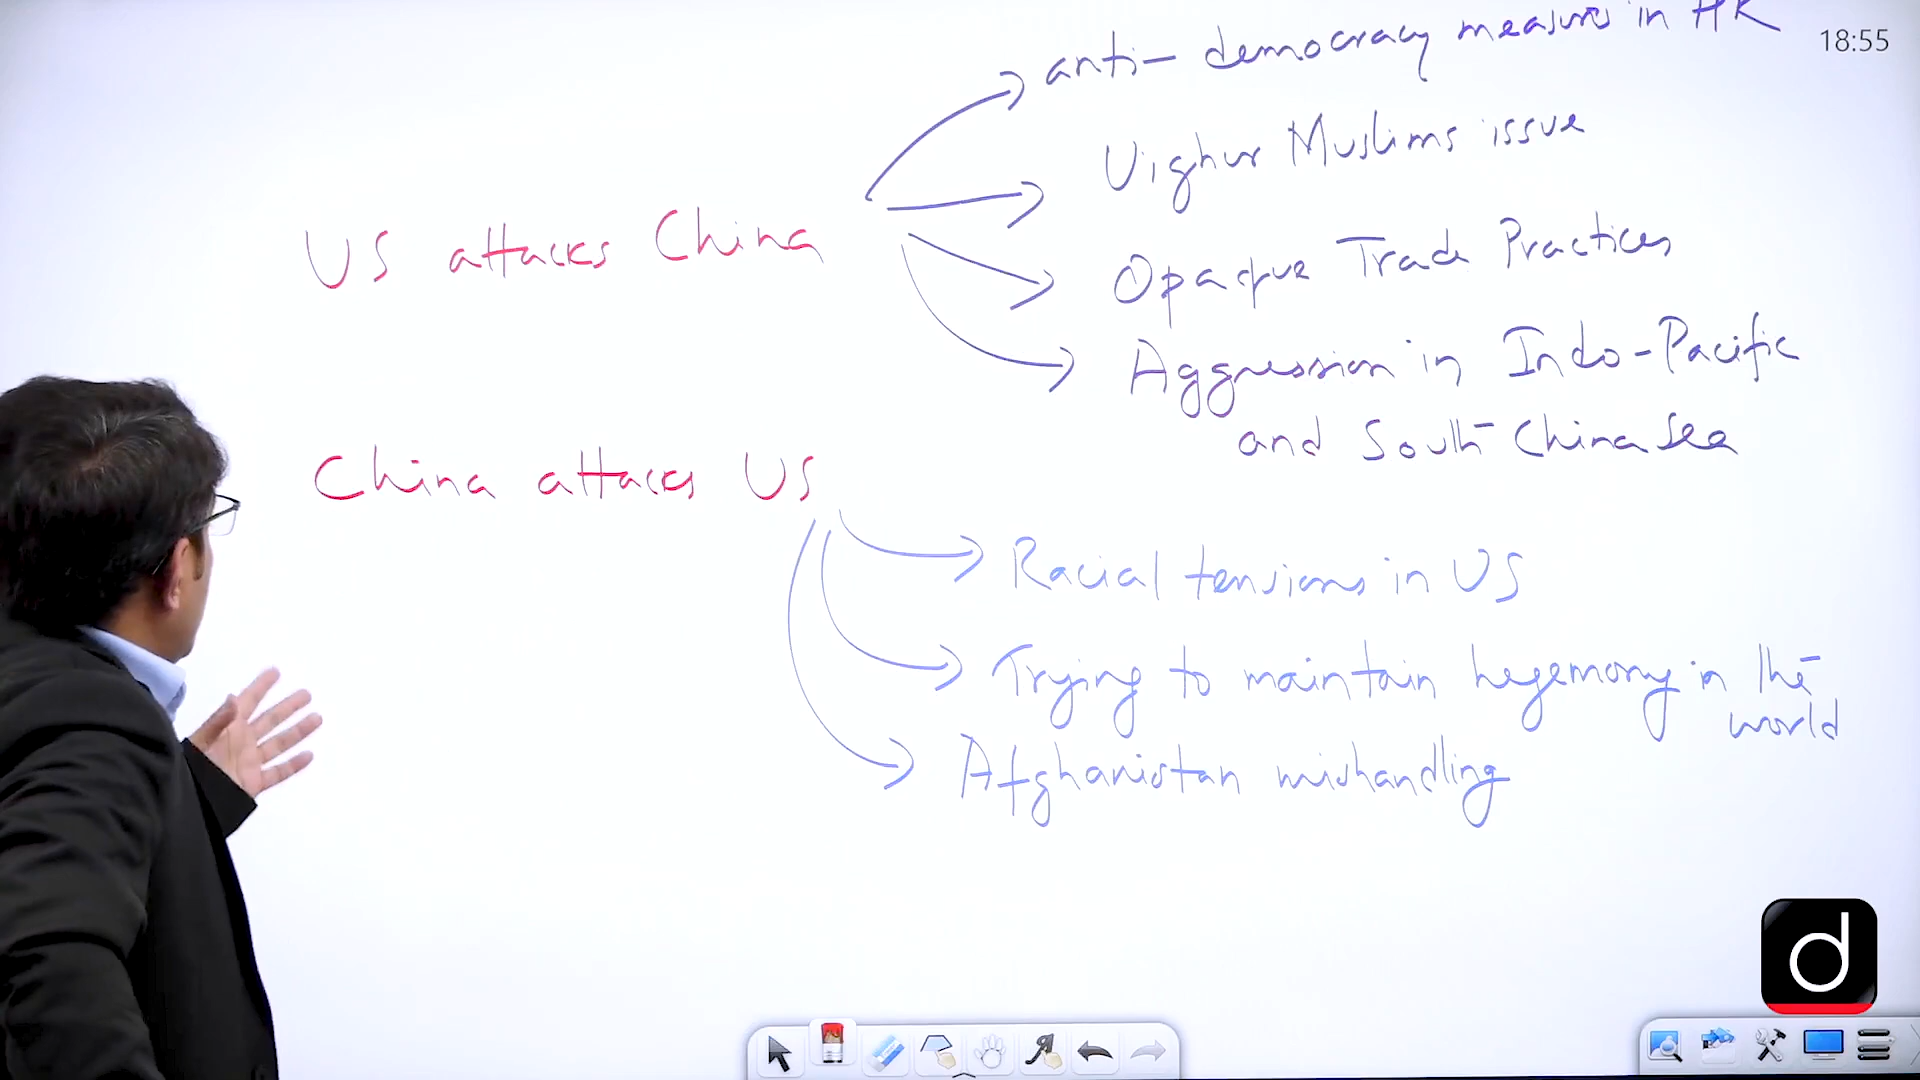 anti- democracy measures in HK
18:55
Uighur Muslims issue
US attacks China
Opaque Trade Practices
Aggression in Indo-Pacific
and South China Sea
China attacks US
Racial tensions in US
Trying to maintain hegemony in the
world
Afghanistan mishandling
d